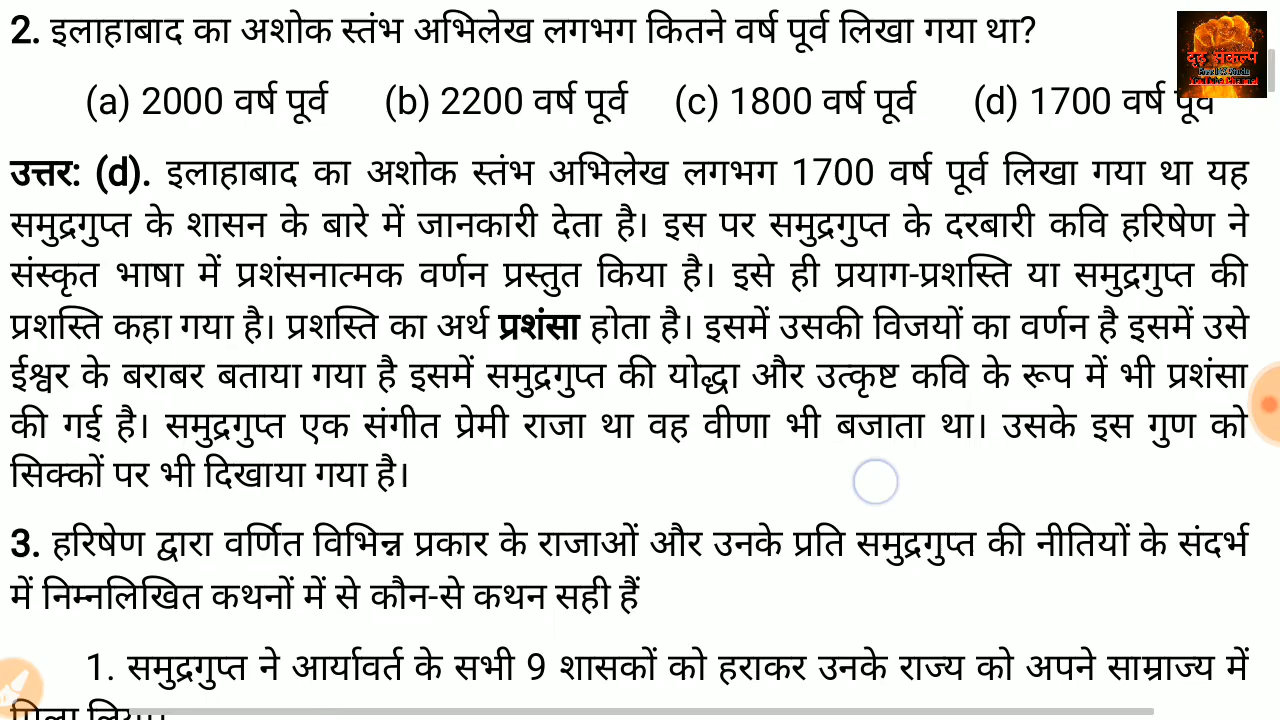 2. इलाहाबाद का अशोक स्तंभ अभिलेख लगभग कितने वर्ष पूर्व लिखा गया था?
(a) 2000 वर्ष पूर्व (b) 2200 वर्ष पूर्व (c) 1800 वर्ष पूर्व (d) 1700 वर्ष पूर्व
उत्तर: (d). इलाहाबाद का अशोक स्तंभ अभिलेख लगभग 1700 वर्ष पूर्व लिखा गया था यह
समुद्रगुप्त के शासन के बारे में जानकारी देता है। इस पर समुद्रगुप्त के दरबारी कवि हरिषेण ने
संस्कृत भाषा में प्रशंसनात्मक वर्णन प्रस्तुत किया है। इसे ही प्रयाग-प्रशस्ति या समुद्रगुप्त की
प्रशस्ति कहा गया है। प्रशस्ति का अर्थ प्रशंसा होता है। इसमें उसकी विजयों का वर्णन है इसमें उसे
ईश्वर के बराबर बताया गया है इसमें समुद्रगुप्त की योद्धा और उत्कृष्ट कवि के रूप में भी प्रशंसा
की गई है। समुद्रगुप्त एक संगीत प्रेमी राजा था वह वीणा भी बजाता था। उसके इस गुण को
सिक्कों पर भी दिखाया गया है।
3. हरिषेण द्वारा वर्णित विभिन्न प्रकार के राजाओं और उनके प्रति समुद्रगुप्त की नीतियों के संदर्भ
में निम्नलिखित कथनों में से कौन-से कथन सही हैं
1. समुद्रगुप्त ने आर्यावर्त के सभी 9 शासकों को हराकर उनके राज्य को अपने साम्राज्य में
दृढ़ संकल्प